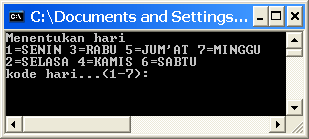 C:\Documents and Settings...
Menentukan hari
1=SENIN 3=RABU 5=JUM'AT 7=MINGGU
2=SELASA 4=KAMIS 6=SABTU
kode hari...(1-7):